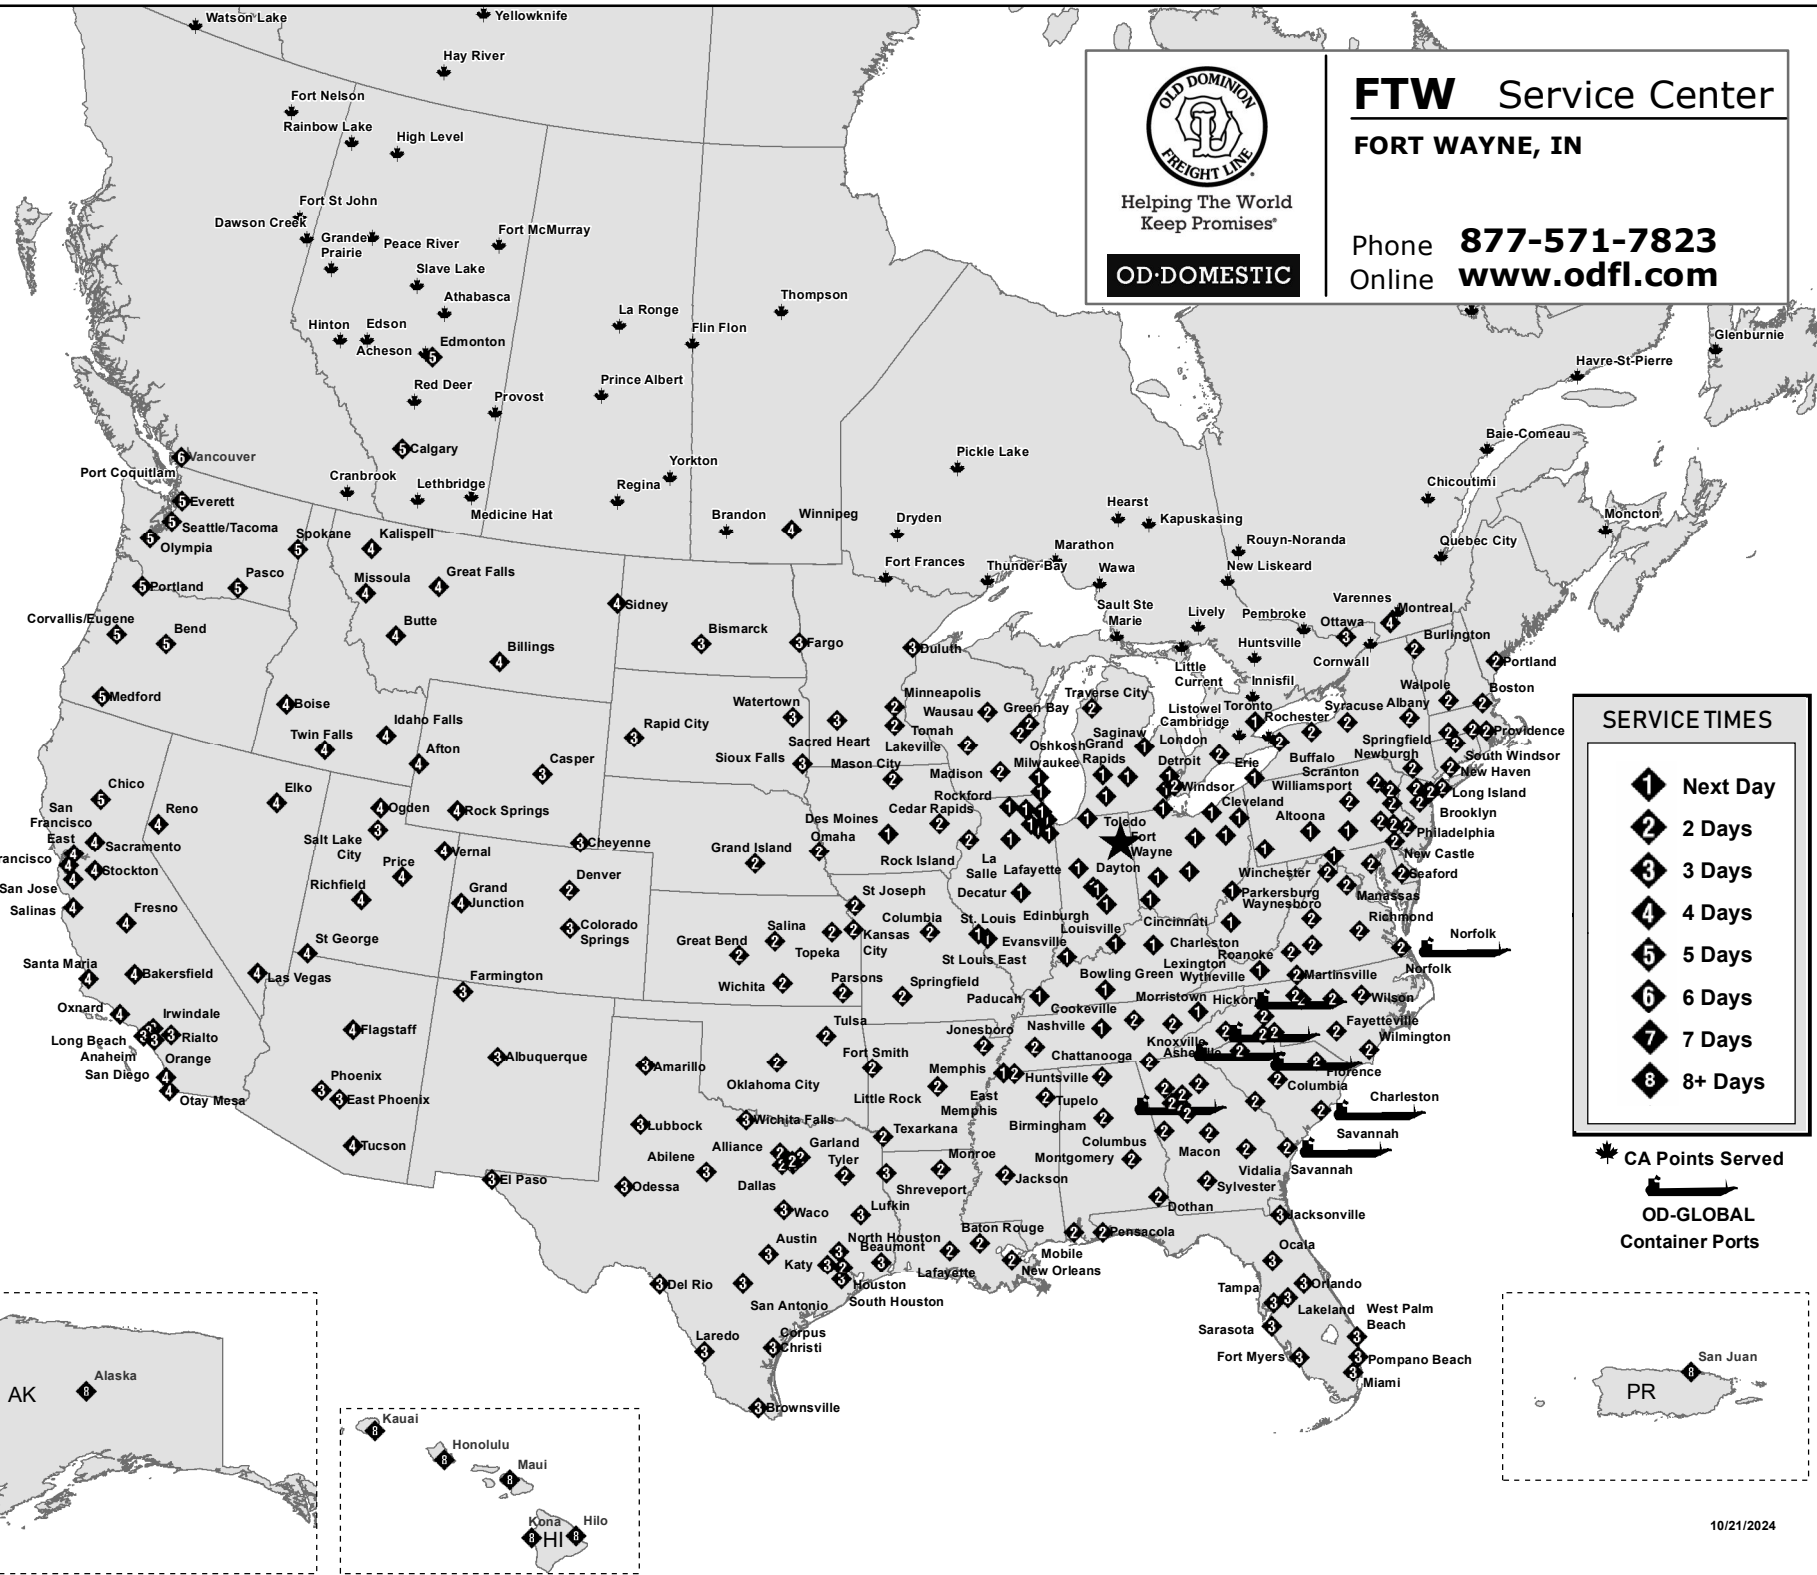 Watson Lake
Yellowknife
Hay River
Fort Nelson
Rainbow Lake
High Level
Fort St John
Dawson Creek
Grande
Prairie
Peace River
Fort McMurray
Slave Lake
Athabasca
Hinton
Edson
Acheson
Edmonton
Red Deer
Provost
Calgary
La Ronge
Flin Flon
Thompson
Prince Albert
Vancouver
Port Coquitlam
Cranbrook
Lethbridge
Medicine Hat
Yorkton
Regina
Brandon
Winnipeg
Pickle Lake
Dryden
Fort Frances
Thunder Bay
Hearst
Kapuskasing
Marathon
Wawa
Rouyn-Noranda
New Liskeard
Sault Ste
Marie
Lively
Pembroke
Huntsville
Little
Current
Innisfil
Varennes
Montreal
Ottawa
Cornwall
Glenburnie
Havre-St-Pierre
Baie-Comeau
Chicoutimi
Moncton
Quebec City
OLD DOMINION
FREIGHT LINE
Helping The World
Keep Promises®
OD·DOMESTIC
FTW Service Center
FORT WAYNE, IN
Phone 877-571-7823
Online www.odfl.com
Everett
Seattle/Tacoma
Olympia
Spokane
Kalispell
Portland
Pasco
Missoula
Great Falls
Corvallis/Eugene
Bend
Butte
Billings
Sidney
Bismarck
Fargo
Duluth
Medford
Boise
Idaho Falls
Twin Falls
Afton
Casper
Rapid City
Watertown
Sacred Heart
Sioux Falls
Minneapolis
Wausau
Green Bay
Tomah
Lakeville
Oshkosh
Mason City
Madison
Milwaukee
Rockford
Cedar Rapids
Des Moines
Omaha
Rock Island
La
Salle
Traverse City
Saginaw
Grand
Rapids
Detroit
Windsor
Listowel
Cambridge
London
Toronto
Rochester
Syracuse
Albany
Burlington
Portland
Walpole
Boston
Providence
Springfield
South Windsor
Newburgh
New Haven
Long Island
Brooklyn
Buffalo
Scranton
Williamsport
Erie
Cleveland
Altoona
Toledo
Fort
Wayne
Lafayette
Dayton
Philadelphia
New Castle
Seaford
Winchester
Manassas
Parkersburg
Waynesboro
Richmond
Norfolk
Norfolk
Chico
San
Francisco
East
Reno
Elko
Ogden
Rock Springs
Salt Lake
City
Sacramento
rancisco
Stockton
San Jose
Salinas
Fresno
Price
Vernal
Richfield
Grand
Junction
Cheyenne
Denver
Colorado
Springs
Grand Island
St Joseph
Columbia
Salina
Great Bend
Topeka
Kansas
City
Wichita
Parsons
Springfield
Decatur
St. Louis
Edinburgh
Louisville
Evansville
St Louis East
Cincinnati
Charleston
Lexington
Bowling Green
Wytheville
Roanoke
Martinsville
Paducah
Cookeville
Morristown
Hickory
Wilson
Santa Maria
Bakersfield
St George
Las Vegas
Farmington
Oxnard
Irwindale
Rialto
Long Beach
Anaheim
Orange
San Diego
Otay Mesa
Flagstaff
Phoenix
East Phoenix
Tucson
Albuquerque
Amarillo
Lubbock
Oklahoma City
Tulsa
Fort Smith
Little Rock
Jonesboro
Nashville
Memphis
East
Memphis
Huntsville
Tupelo
Chattanooga
Knoxville
Asheville
Fayetteville
Wilmington
Florence
Columbia
Charleston
Savannah
Savannah
Wichita Falls
Texarkana
Alliance
Garland
Tyler
Abilene
Dallas
Monroe
Shreveport
Jackson
Birmingham
Columbus
Montgomery
Macon
Vidalia
Sylvester
Dothan
El Paso
Odessa
Waco
Lufkin
Austin
North Houston
Beaumont
Katy
Houston
South Houston
Baton Rouge
Lafayette
New Orleans
Mobile
Pensacola
Jacksonville
Ocala
Tampa
Orlando
Lakeland
West Palm
Beach
Sarasota
Fort Myers
Pompano Beach
Miami
Del Rio
San Antonio
Laredo
Corpus
Christi
Brownsville
SERVICE TIMES
1 Next Day
2 2 Days
3 3 Days
4 4 Days
5 5 Days
6 6 Days
7 7 Days
8 8+ Days
CA Points Served
OD-GLOBAL
Container Ports
AK
Alaska
Kauai
Honolulu
Maui
Kona
Hilo
HI
San Juan
PR
10/21/2024